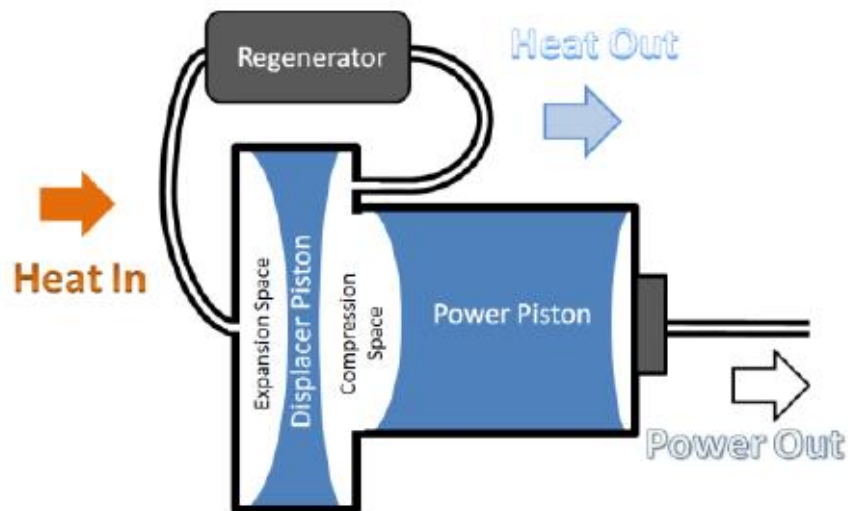 Regenerator
Heat Out
Heat In
Expansion Space
Displacer Piston
Compression
Space
Power Piston
Power Out